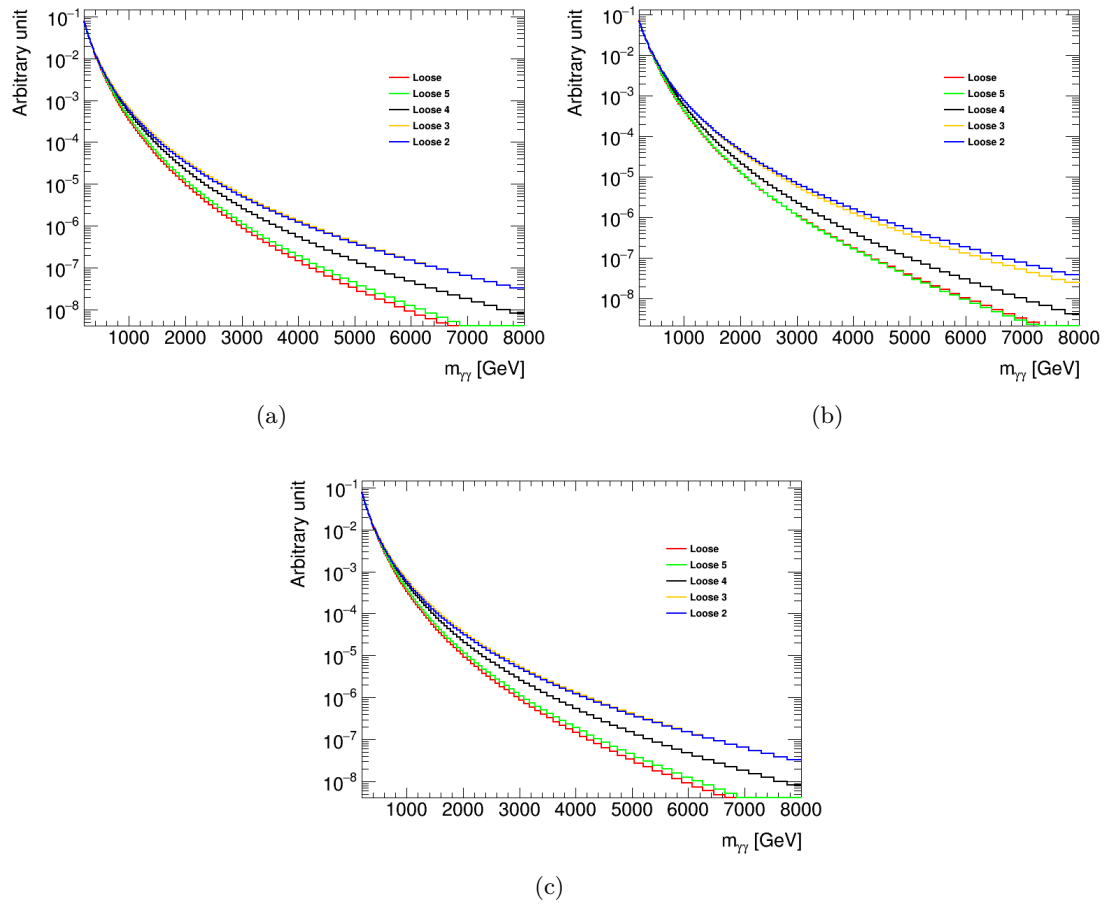 Arbitrary unit
10⁻¹
10⁻²
10⁻³
10⁻⁴
10⁻⁵
10⁻⁶
10⁻⁷
10⁻⁸
Loose
Loose 5
Loose 4
Loose 3
Loose 2
1000 2000 3000 4000 5000 6000 7000 8000
mγγ [GeV]
(a)
Arbitrary unit
10⁻¹
10⁻²
10⁻³
10⁻⁴
10⁻⁵
10⁻⁶
10⁻⁷
10⁻⁸
Loose
Loose 5
Loose 4
Loose 3
Loose 2
1000 2000 3000 4000 5000 6000 7000 8000
mγγ [GeV]
(b)
Arbitrary unit
10⁻¹
10⁻²
10⁻³
10⁻⁴
10⁻⁵
10⁻⁶
10⁻⁷
10⁻⁸
Loose
Loose 5
Loose 4
Loose 3
Loose 2
1000 2000 3000 4000 5000 6000 7000 8000
mγγ [GeV]
(c)